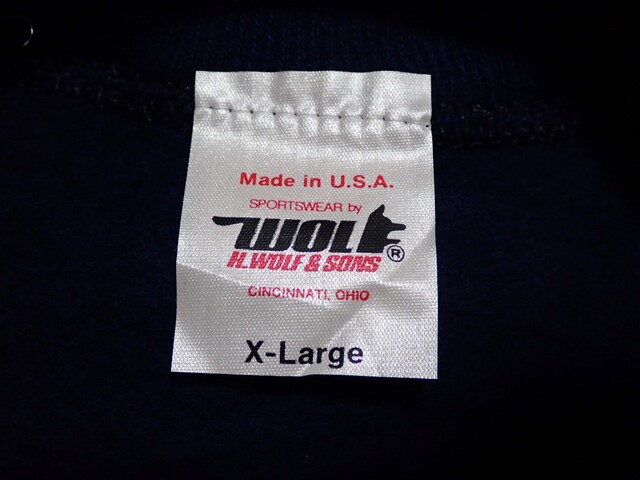 Made in U.S.A.
SPORTSWEAR by
WOLF®
H.WOLF & SONS
CINCINNATI, OHIO
X-Large